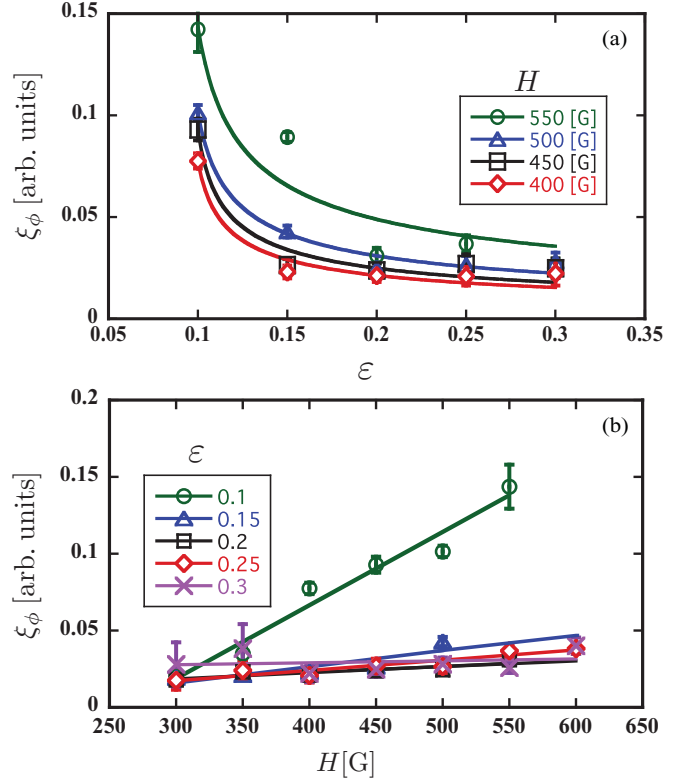 0.15
(a)
H
550 [G]
500 [G]
450 [G]
400 [G]
0.1
0.05
0
ξϕ [arb. units]
0.05 0.1 0.15 0.2 0.25 0.3 0.35
ε
0.2
(b)
ε
0.1
0.15
0.2
0.25
0.3
0.15
0.1
0.05
0
ξϕ [arb. units]
250 300 350 400 450 500 550 600 650
H[G]